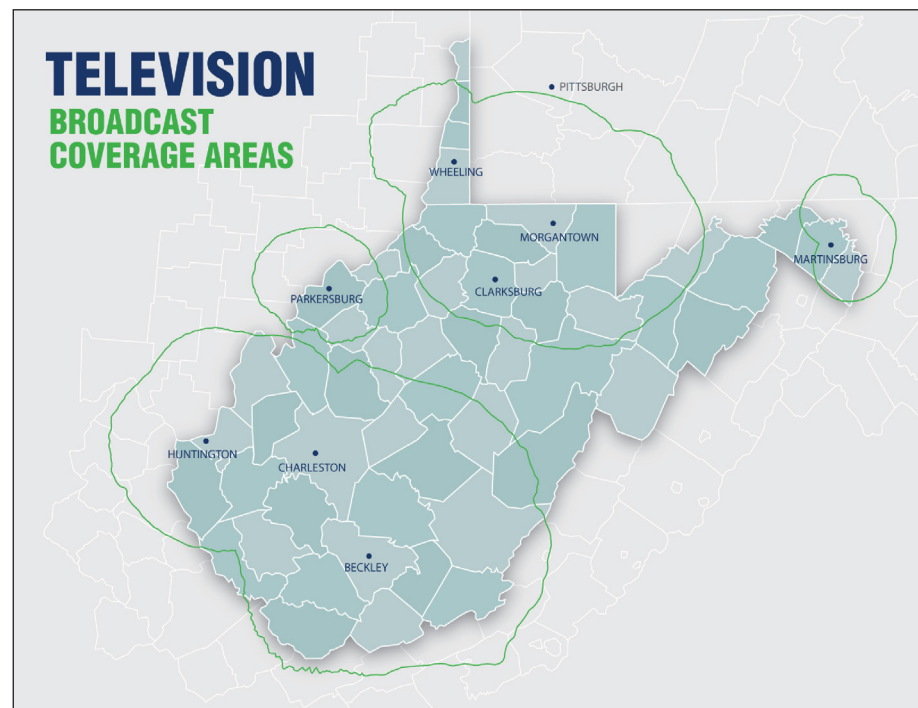 TELEVISION
BROADCAST
COVERAGE AREAS
PITTSBURGH
WHEELING
MORGANTOWN
MARTINSBURG
PARKERSBURG
CLARKSBURG
HUNTINGTON
CHARLESTON
BECKLEY